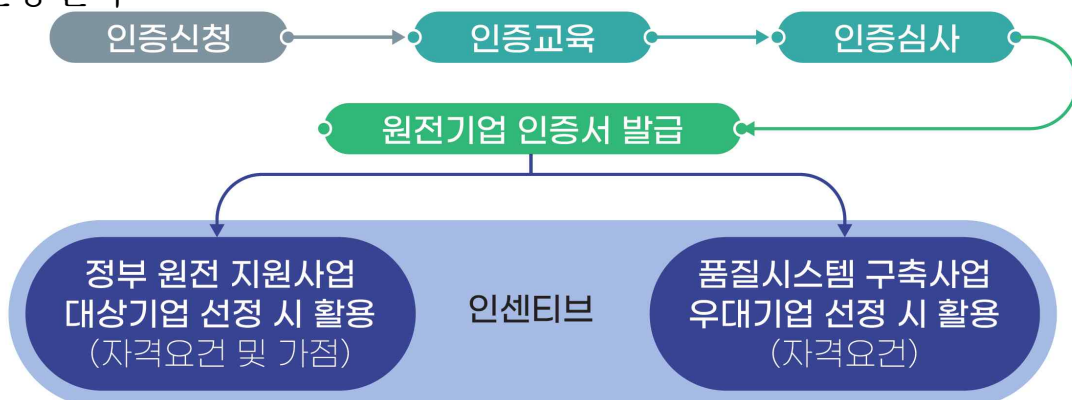 인증신청
인증교육
인증심사
원전기업 인증서 발급
정부 원전 지원사업
대상기업 선정 시 활용
(자격요건 및 가점)
인센티브
품질시스템 구축사업
우대기업 선정 시 활용
(자격요건)